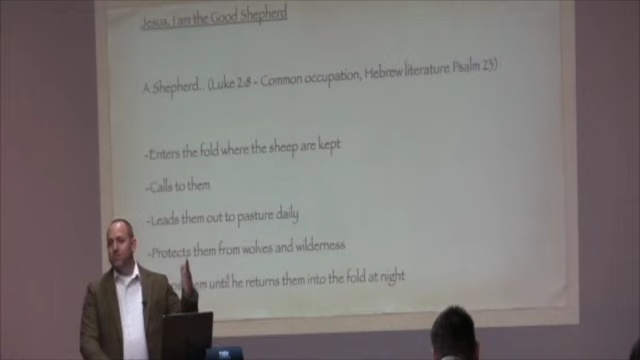 Jesus, I am the Good Shepherd
A Shepherd.. (Luke 2:8 - Common occupation, Hebrew literature Psalm 23)
-Enters the fold where the sheep are kept
-Calls to them
-Leads them out to pasture daily
-Protects them from wolves and wilderness
them until he returns them into the fold at night